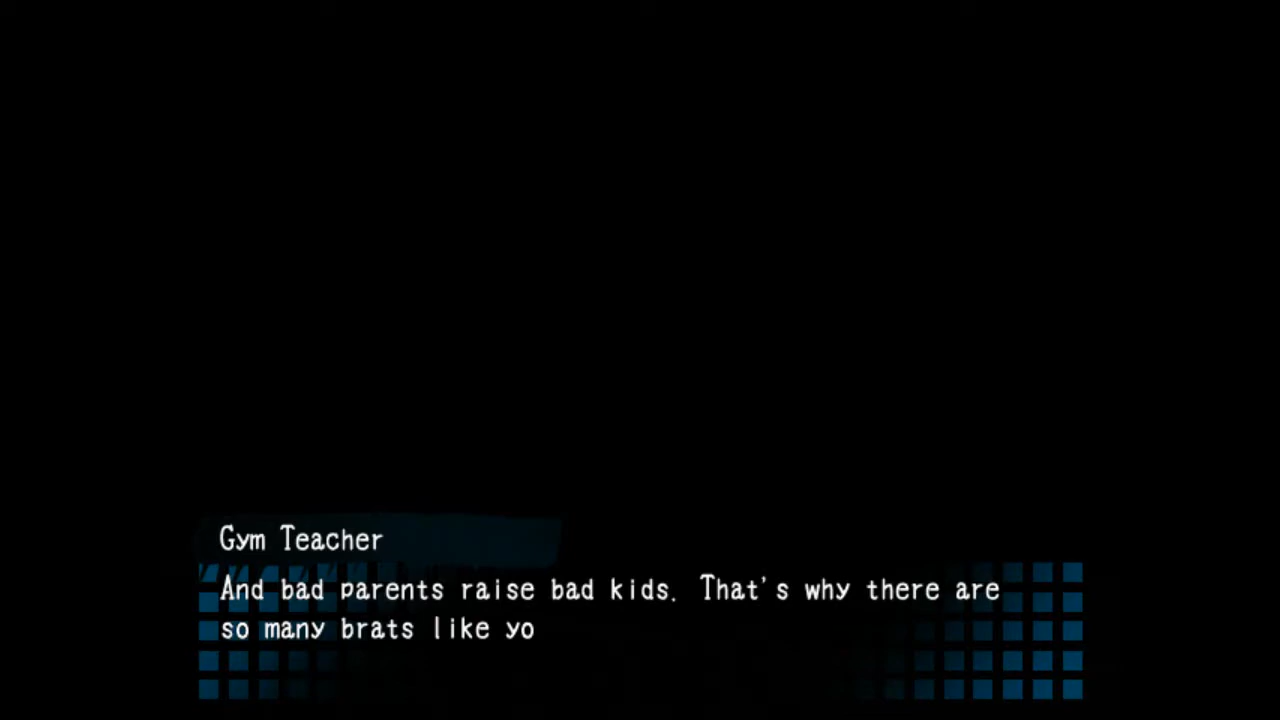 Gym Teacher
And bad parents raise bad kids. That's why there are
so many brats like yo